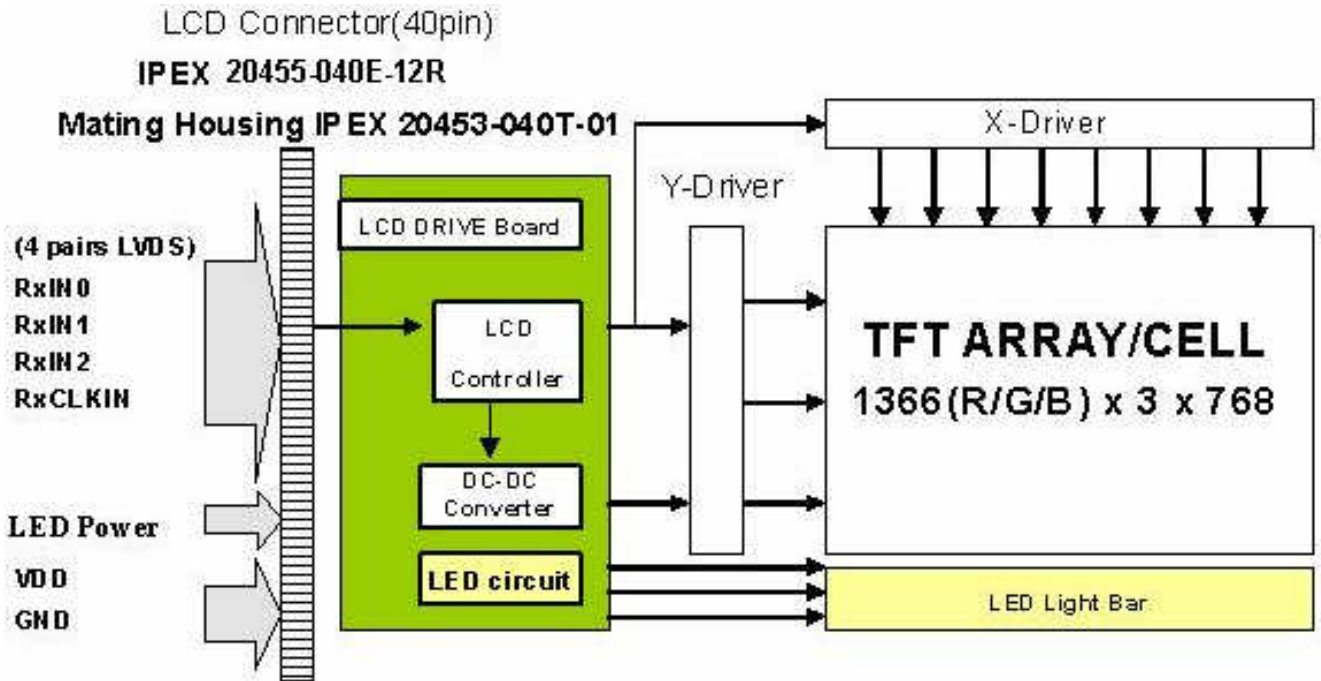 LCD Connector(40pin)
IPEX 20455-040E-12R
Mating Housing IPEX 20453-040T-01
X-Driver
Y-Driver
LCD DRIVE Board
(4 pairs LVDS)
RxIN0
RxIN1
RxIN2
RxCLKIN
LCD
Controller
TFT ARRAY/CELL
1366(R/G/B) x 3 x 768
DC-DC
Converter
LED Power
VDD
GND
LED circuit
LED Light Bar